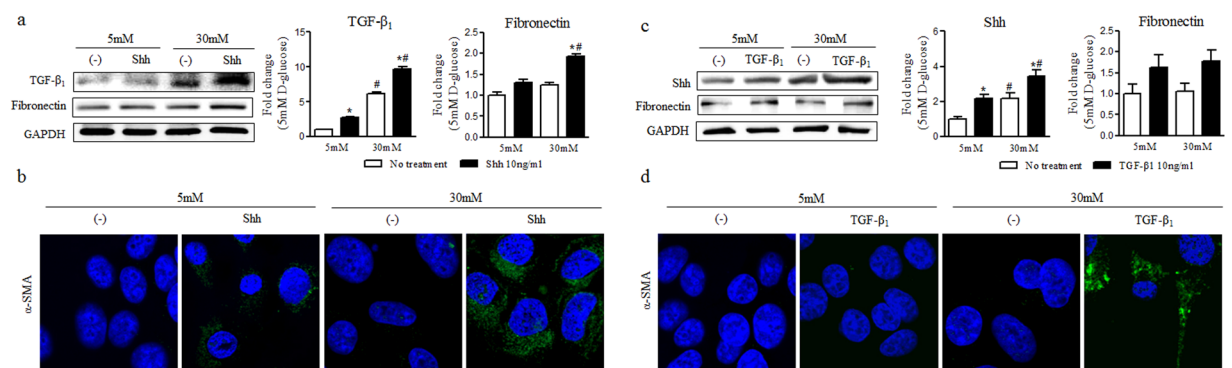 a
5mM 30mM
(-) Shh (-) Shh
TGF-β₁
Fibronectin
GAPDH
TGF-β₁
Fold change
(5mM D-glucose)
15
10
5
0
*
#
*#
5mM 30mM
Fibronectin
Fold change
(5mM D-glucose)
2.5
2.0
1.5
1.0
0.5
0.0
*#
5mM 30mM
No treatment Shh 10ng/m1
b
5mM 30mM
(-) Shh (-) Shh
α-SMA
c
5mM 30mM
(-) TGF-β₁ (-) TGF-β₁
Shh
Fibronectin
GAPDH
Shh
Fold change
(5mM D-glucose)
6
4
2
0
*
#
*#
5mM 30mM
Fibronectin
Fold change
(5mM D-glucose)
2.5
2.0
1.5
1.0
0.5
0.0
5mM 30mM
No treatment TGF-β1 10ng/m1
d
5mM 30mM
(-) TGF-β₁ (-) TGF-β₁
α-SMA